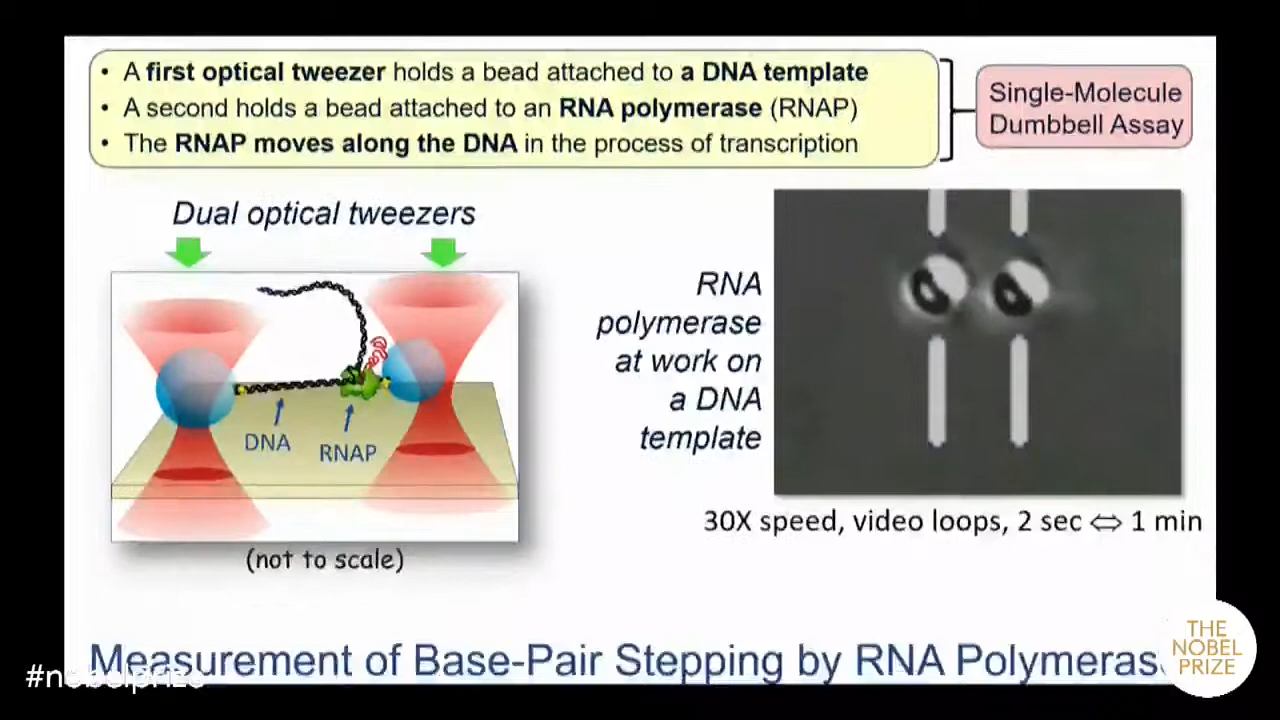 • A first optical tweezer holds a bead attached to a DNA template
• A second holds a bead attached to an RNA polymerase (RNAP)
• The RNAP moves along the DNA in the process of transcription
Single-Molecule
Dumbbell Assay
Dual optical tweezers
DNA
RNAP
(not to scale)
RNA
polymerase
at work on
a DNA
template
30X speed, video loops, 2 sec ⇔ 1 min
Measurement of Base-Pair Stepping by RNA Polymerase
#nobelprize
THE
NOBEL
PRIZE